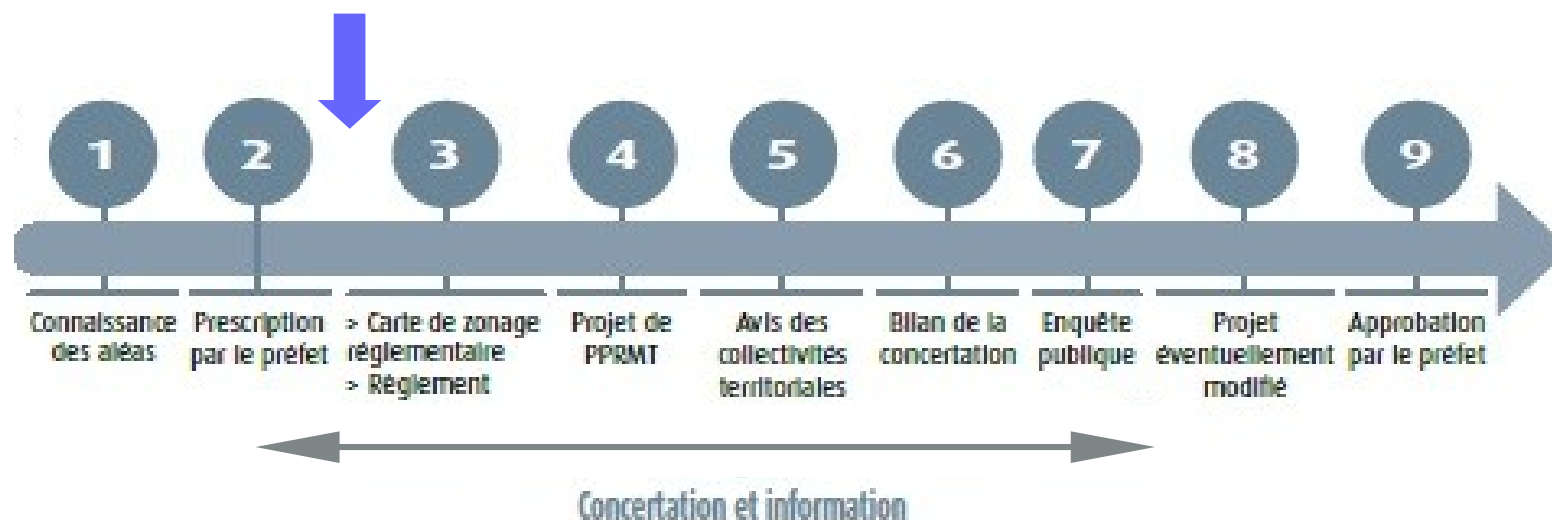 1
2
3
4
5
6
7
8
9
Connaissance
des aléas
Prescription
par le préfet
> Carte de zonage
réglementaire
> Règlement
Projet de
PPRMT
Avis des
collectivités
territoriales
Bilan de la
concertation
Enquête
publique
Projet
éventuellement
modifié
Approbation
par le préfet
Concertation et information